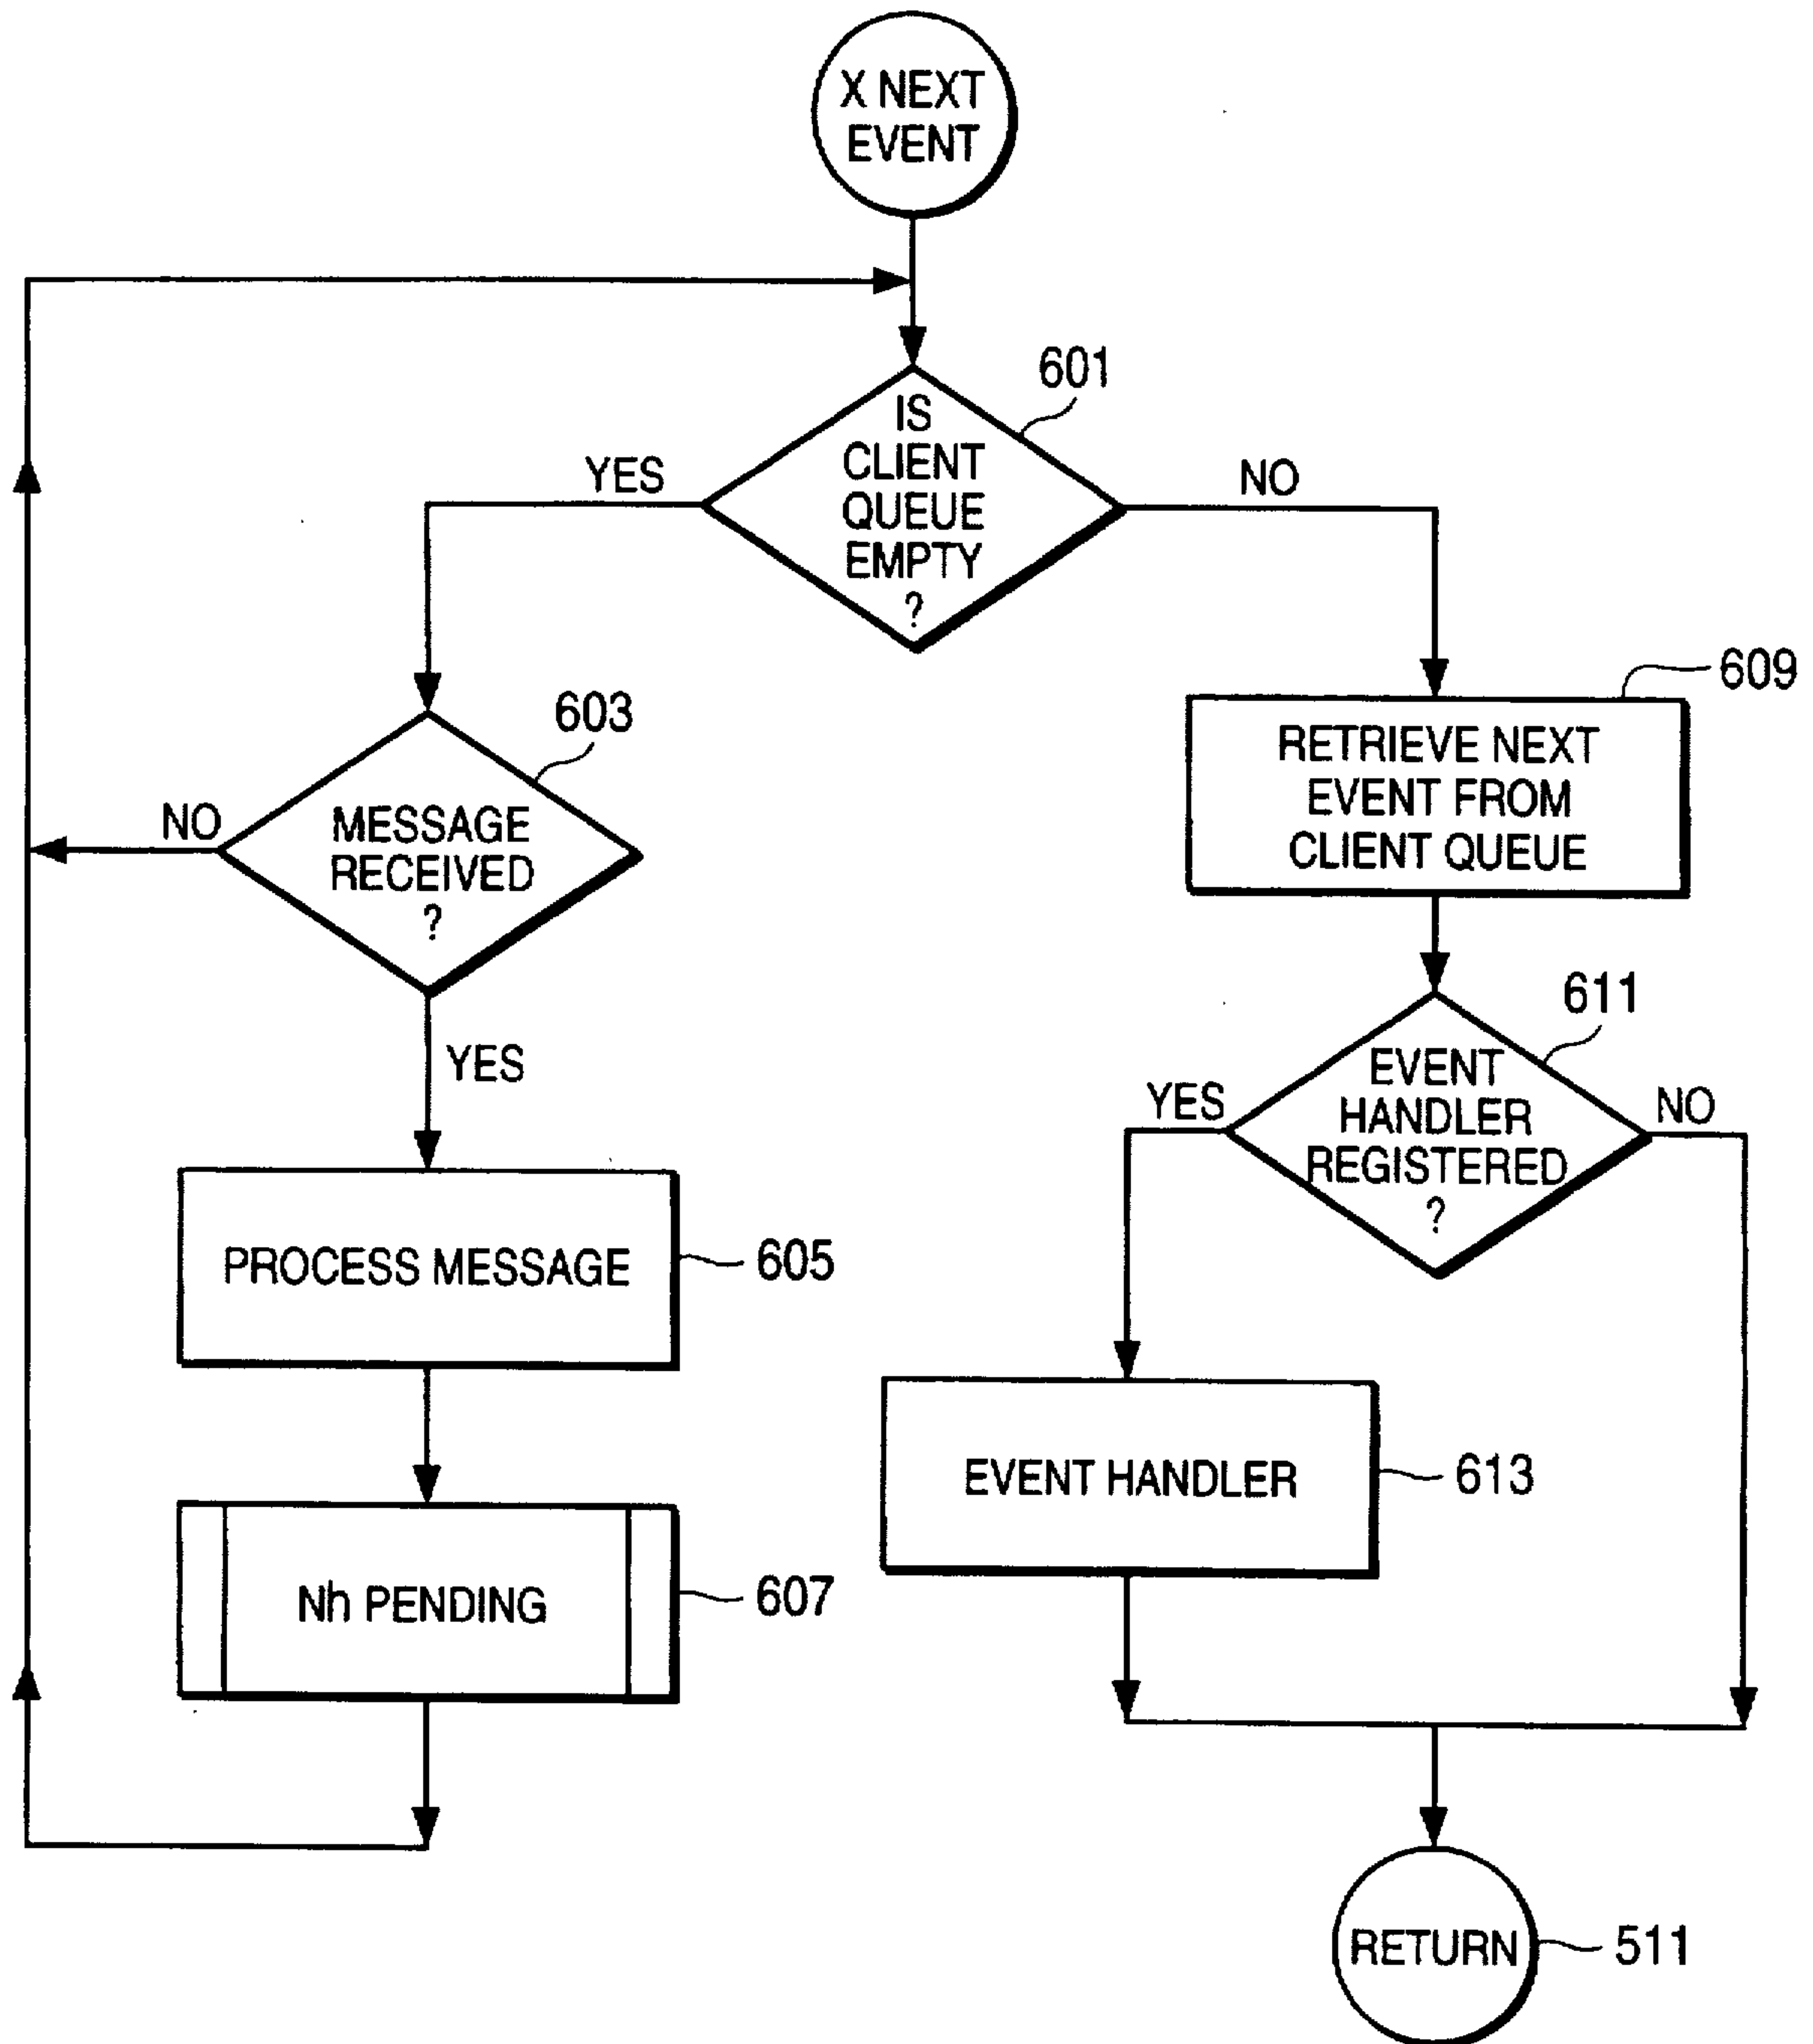 X NEXT
EVENT
601
IS
CLIENT
QUEUE
EMPTY
?
YES
NO
603
609
MESSAGE
RECEIVED
?
NO
RETRIEVE NEXT
EVENT FROM
CLIENT QUEUE
YES
611
EVENT
HANDLER
REGISTERED
?
YES
NO
PROCESS MESSAGE
605
EVENT HANDLER
613
Nh PENDING
607
RETURN
511